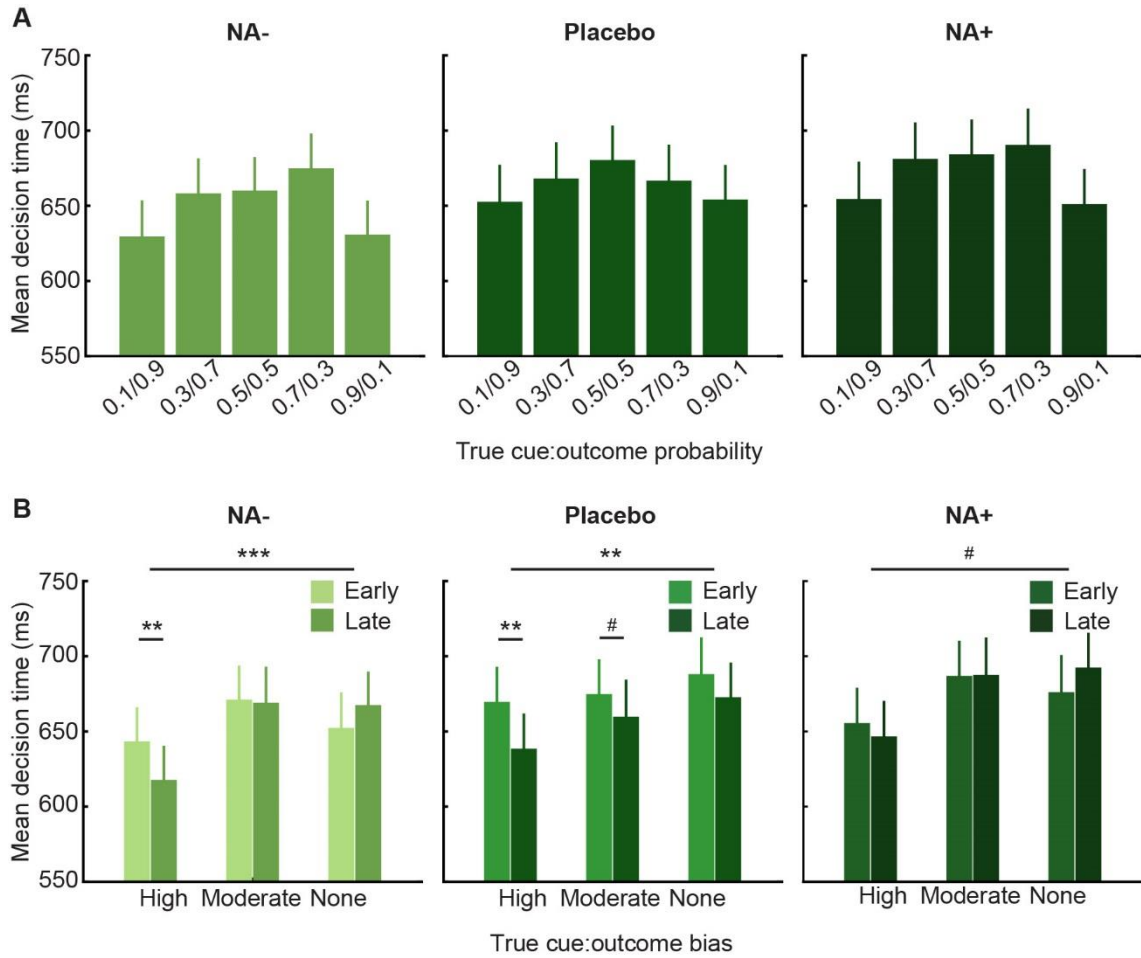 A
NA-
Placebo
NA+
Mean decision time (ms)
750
700
650
600
550
0.1/0.9
0.3/0.7
0.5/0.5
0.7/0.3
0.9/0.1
0.1/0.9
0.3/0.7
0.5/0.5
0.7/0.3
0.9/0.1
0.1/0.9
0.3/0.7
0.5/0.5
0.7/0.3
0.9/0.1
True cue:outcome probability
B
NA-
Placebo
NA+
***
**
#
Mean decision time (ms)
750
700
650
600
550
Early
Late
**
Early
Late
**
#
Early
Late
High Moderate None
High Moderate None
High Moderate None
True cue:outcome bias